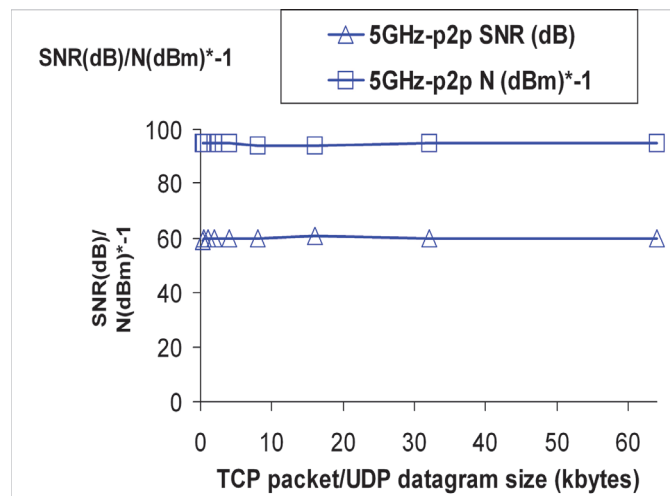 SNR(dB)/N(dBm)*-1
5GHz-p2p SNR (dB)
5GHz-p2p N (dBm)*-1
SNR(dB)/
N(dBm)*-1
100
80
60
40
20
0
0 10 20 30 40 50 60
TCP packet/UDP datagram size (kbytes)